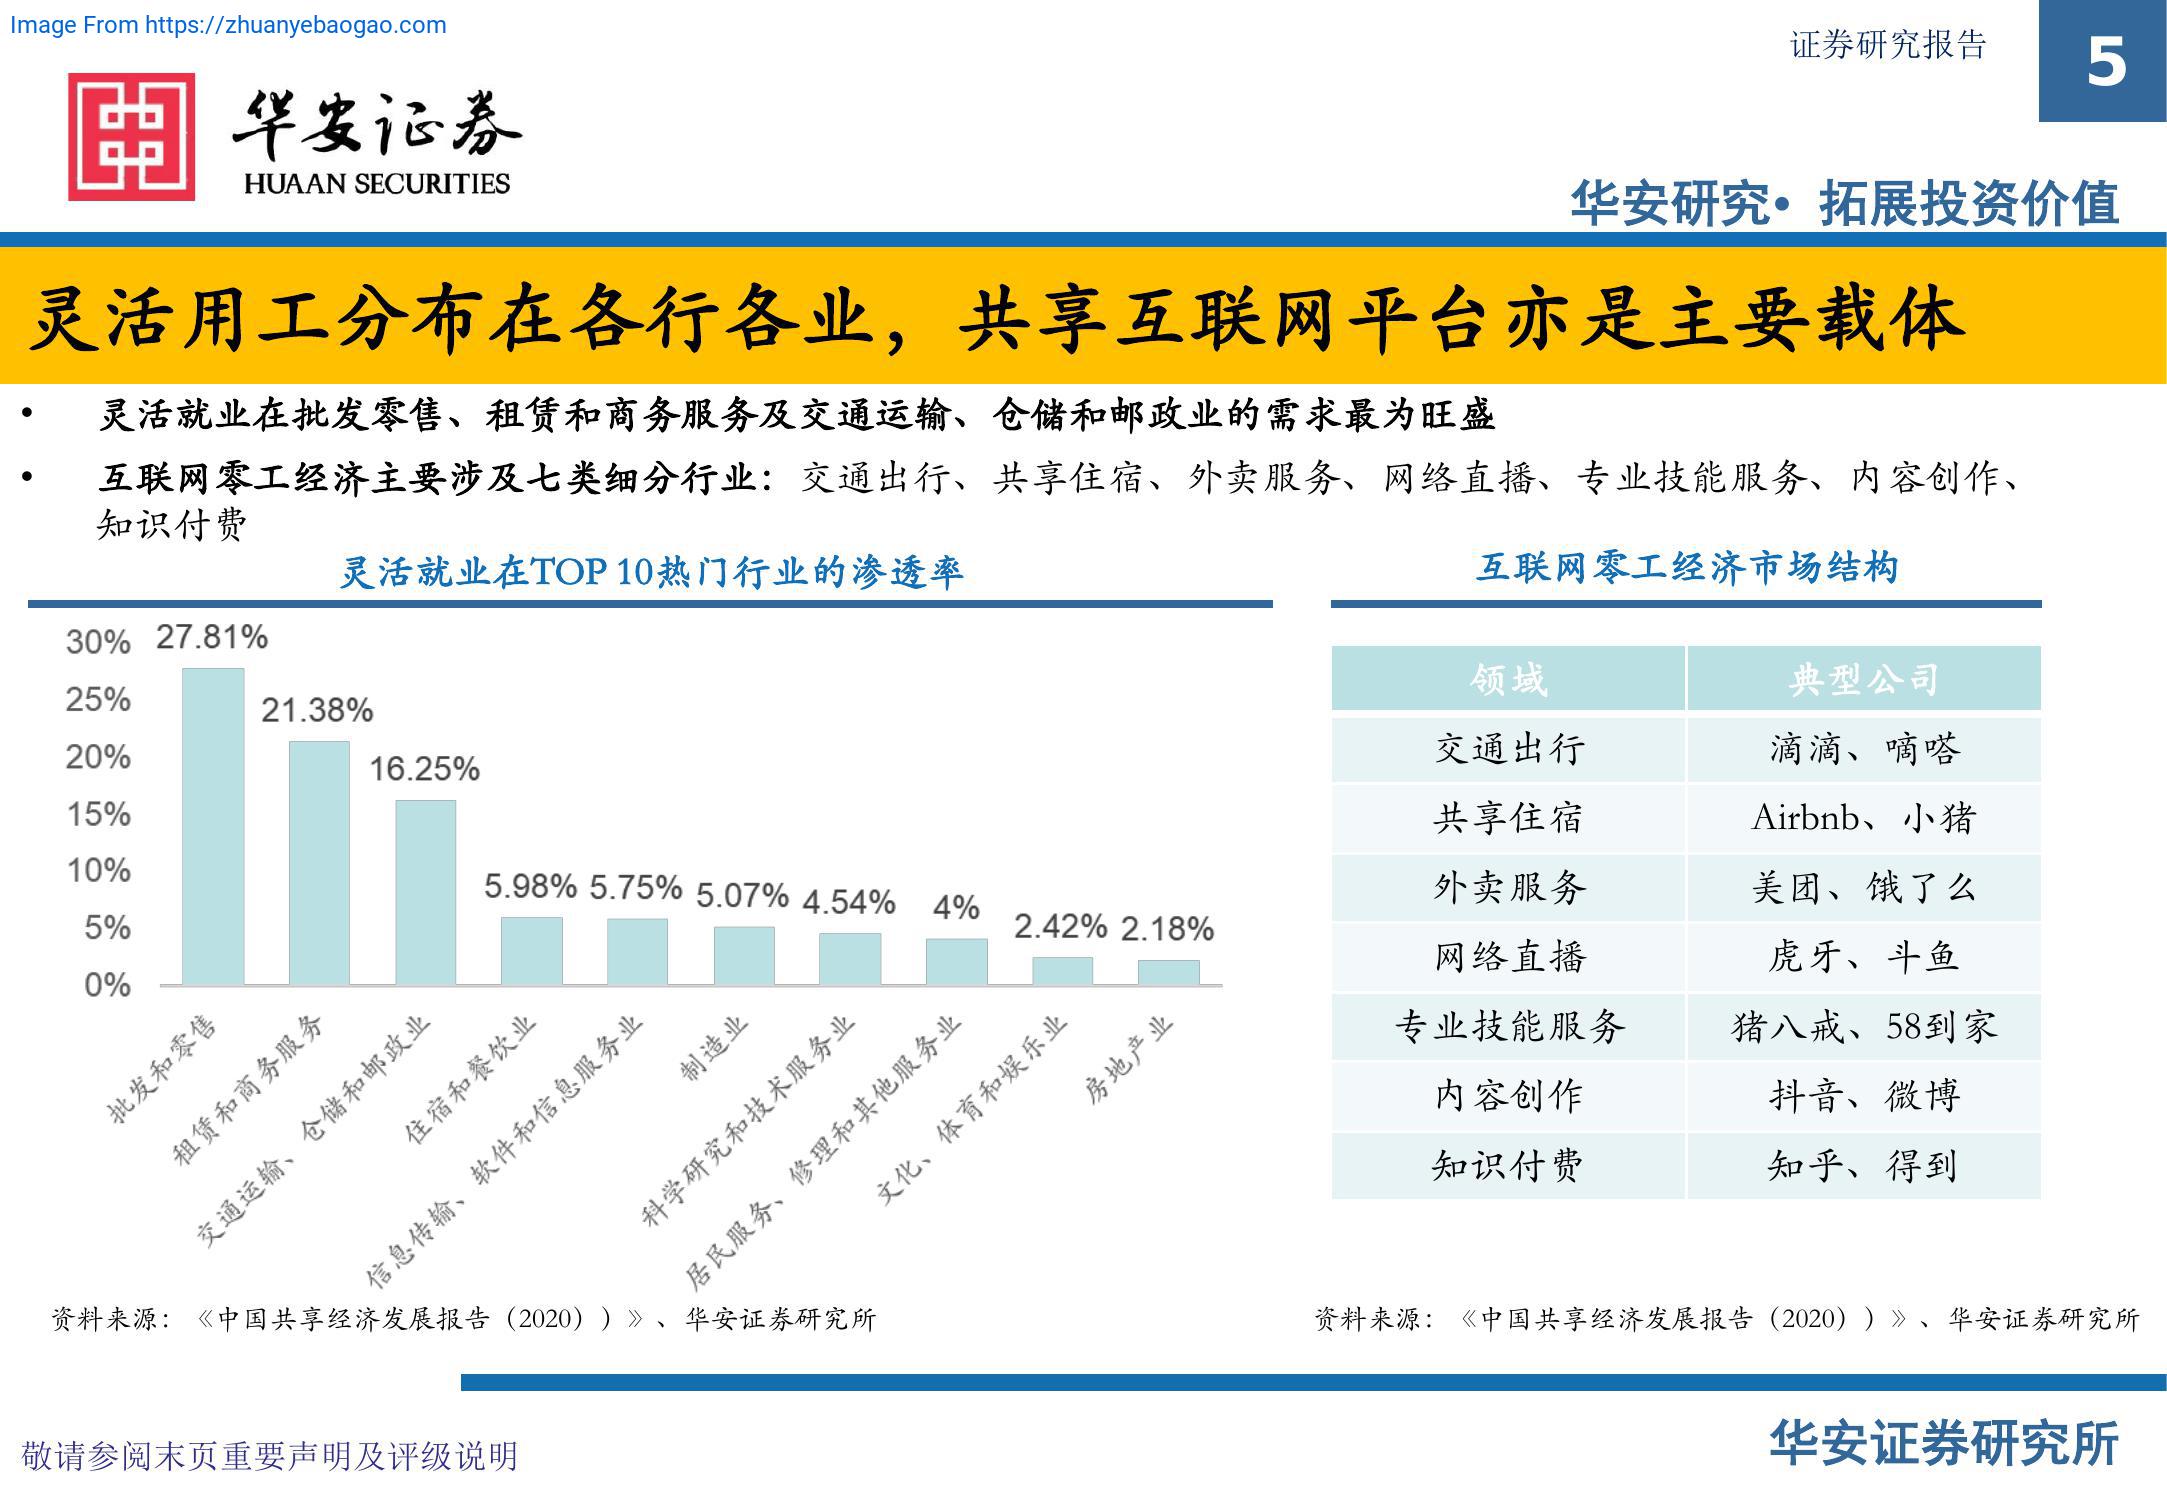 Image From https://zhuanyebaogao.com
证券研究报告
5
华安证券
HUAAN SECURITIES
华安研究• 拓展投资价值
灵活用工分布在各行各业，共享互联网平台亦是主要载体
• 灵活就业在批发零售、租赁和商务服务及交通运输、仓储和邮政业的需求最为旺盛
• 互联网零工经济主要涉及七类细分行业：交通出行、共享住宿、外卖服务、网络直播、专业技能服务、内容创作、
知识付费
灵活就业在TOP 10热门行业的渗透率
30%
25%
20%
15%
10%
5%
0%
27.81%
21.38%
16.25%
5.98%
5.75%
5.07%
4.54%
4%
2.42%
2.18%
批发和零售
租赁和商务服务
交通运输、仓储和邮政业
住宿和餐饮业
信息传输、软件和信息服务业
制造业
科学研究和技术服务业
居民服务、修理和其他服务业
文化、体育和娱乐业
房地产业
资料来源：《中国共享经济发展报告（2020））》、华安证券研究所
互联网零工经济市场结构
领域 典型公司
交通出行 滴滴、嘀嗒
共享住宿 Airbnb、小猪
外卖服务 美团、饿了么
网络直播 虎牙、斗鱼
专业技能服务 猪八戒、58到家
内容创作 抖音、微博
知识付费 知乎、得到
资料来源：《中国共享经济发展报告（2020））》、华安证券研究所
敬请参阅末页重要声明及评级说明
华安证券研究所